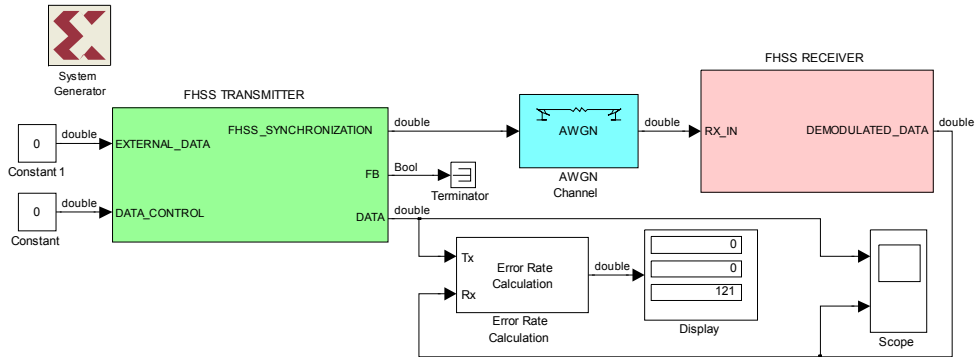 System
Generator
FHSS TRANSMITTER
FHSS RECEIVER
0
double
Constant 1
EXTERNAL_DATA
FHSS_SYNCHRONIZATION
double
AWGN
double
RX_IN
DEMODULATED_DATA
double
FB
Bool
Terminator
AWGN
Channel
0
double
Constant
DATA_CONTROL
DATA
double
Tx
Rx
Error Rate
Calculation
Error Rate
Calculation
double
0
0
121
Display
Scope